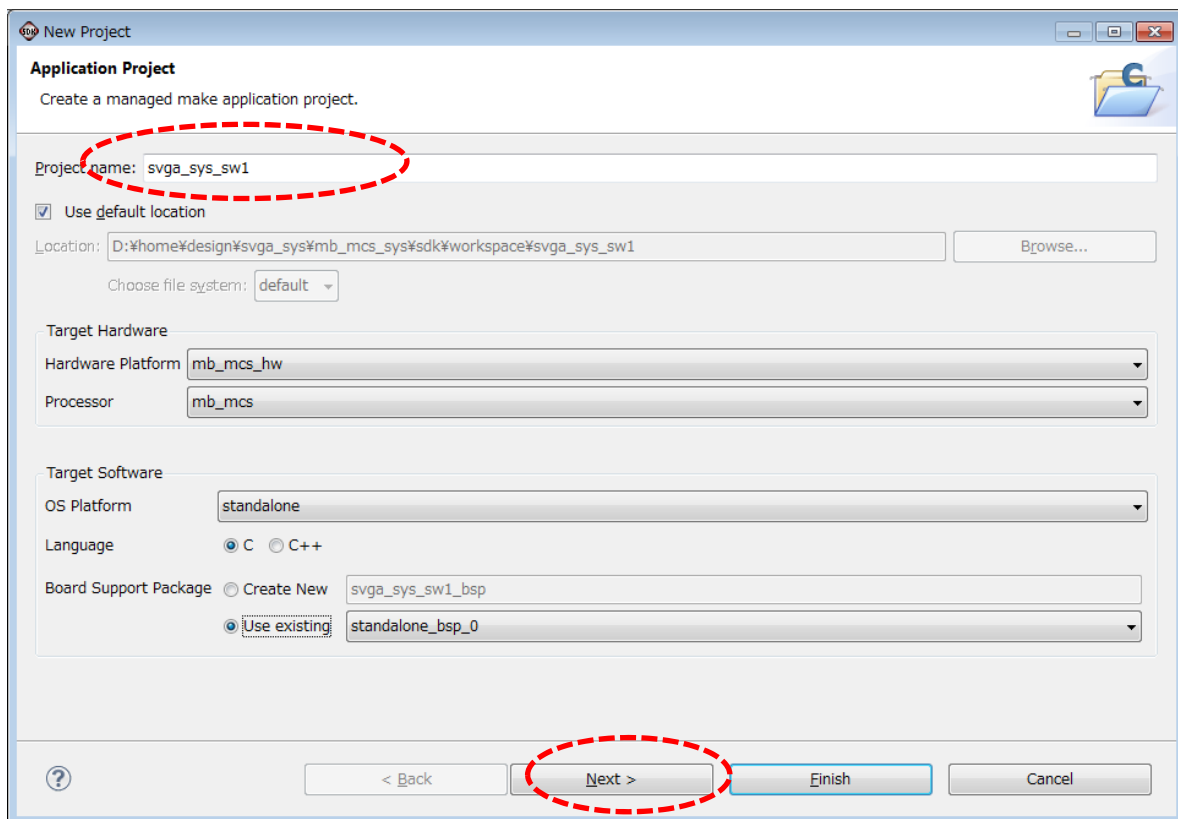 New Project
Application Project
Create a managed make application project.
Project name: svga_sys_sw1
Use default location
Location: D:¥home¥design¥svga_sys¥mb_mcs_sys¥sdk¥workspace¥svga_sys_sw1 Browse...
Choose file system: default
Target Hardware
Hardware Platform mb_mcs_hw
Processor mb_mcs
Target Software
OS Platform standalone
Language C C++
Board Support Package Create New svga_sys_sw1_bsp
Use existing standalone_bsp_0
? < Back Next > Finish Cancel